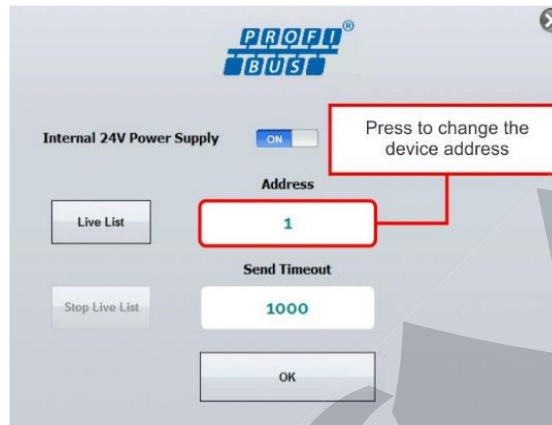 PROFI®
BUS
Internal 24V Power Supply
ON
Press to change the
device address
Address
Live List
1
Send Timeout
Stop Live List
1000
OK